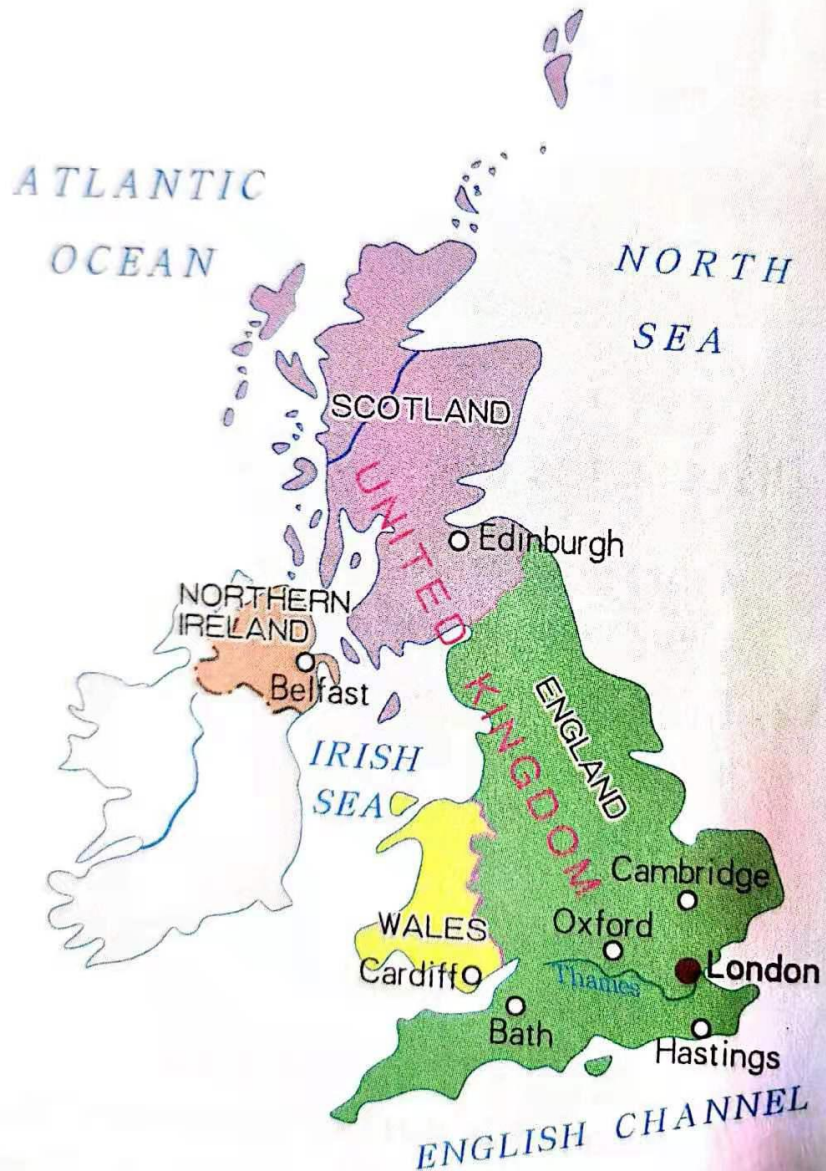 ATLANTIC
OCEAN
NORTH
SEA
SCOTLAND
UNITED KINGDOM
Edinburgh
NORTHERN
IRELAND
Belfast
ENGLAND
IRISH
SEA
Cambridge
WALES
Oxford
Cardiff
Thames
London
Bath
Hastings
ENGLISH CHANNEL